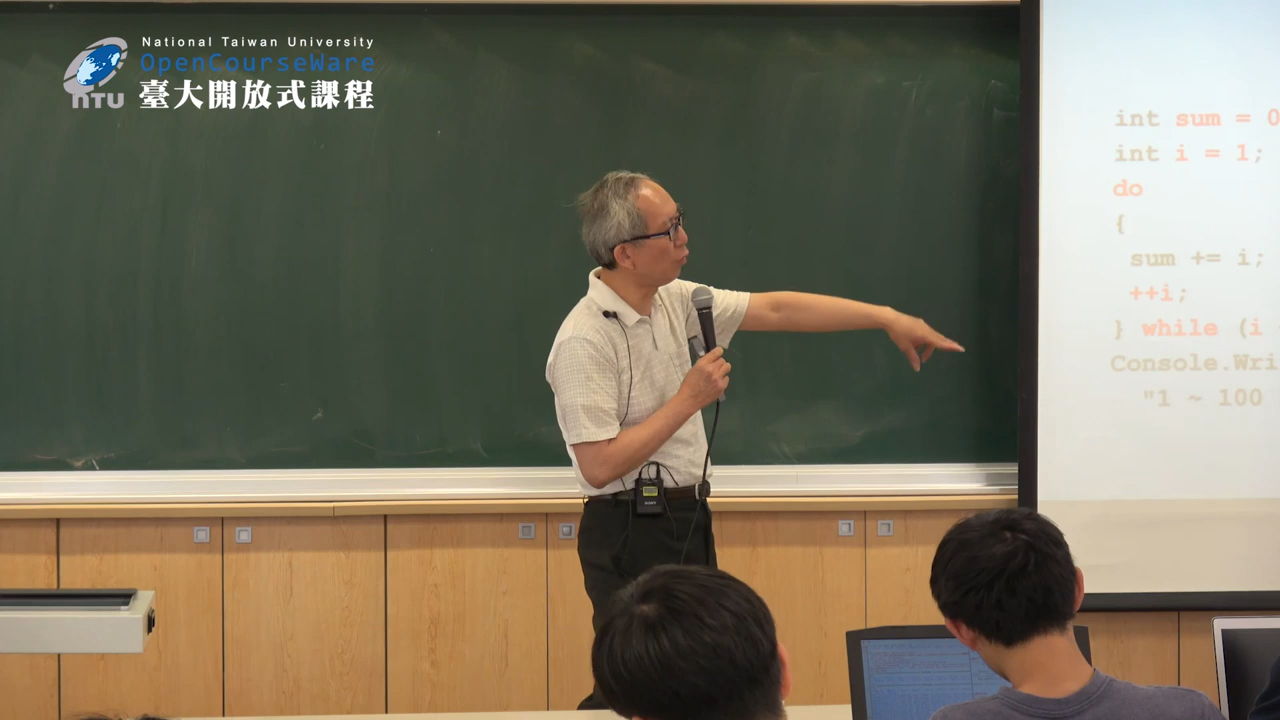 National Taiwan University
OpenCourseWare
NTU
臺大開放式課程
int sum = 0
int i = 1;
do
{
sum += i;
++i;
} while (i
Console.Wri
"1 ~ 100